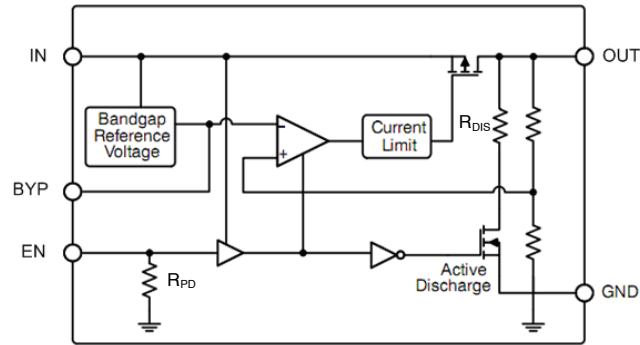 IN
OUT
Bandgap
Reference
Voltage
−
+
Current
Limit
RDIS
BYP
EN
RPD
Active
Discharge
GND